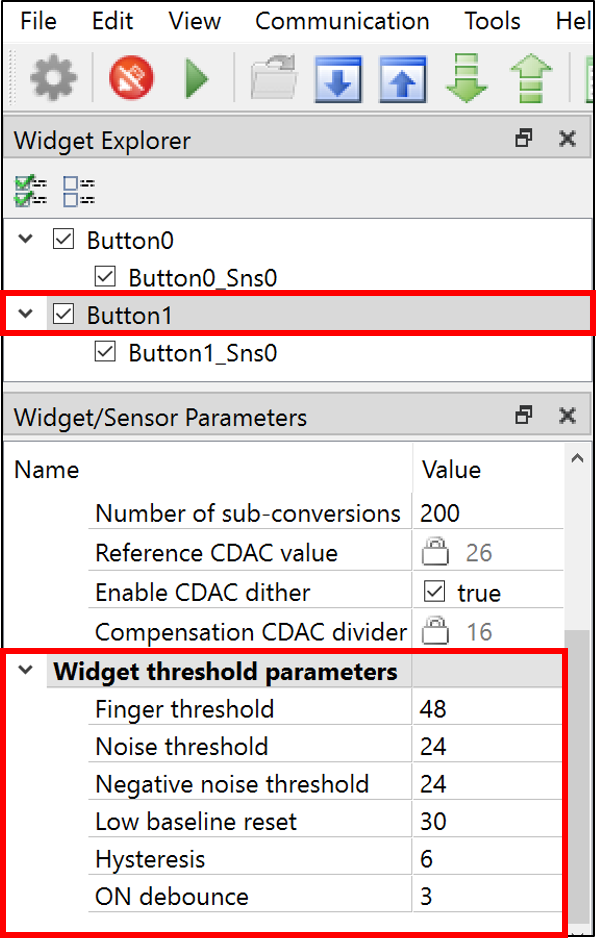 File Edit View Communication Tools Hel
Widget Explorer
Button0
Button0_Sns0
Button1
Button1_Sns0
Widget/Sensor Parameters
Name Value
Number of sub-conversions 200
Reference CDAC value 26
Enable CDAC dither true
Compensation CDAC divider 16
Widget threshold parameters
Finger threshold 48
Noise threshold 24
Negative noise threshold 24
Low baseline reset 30
Hysteresis 6
ON debounce 3